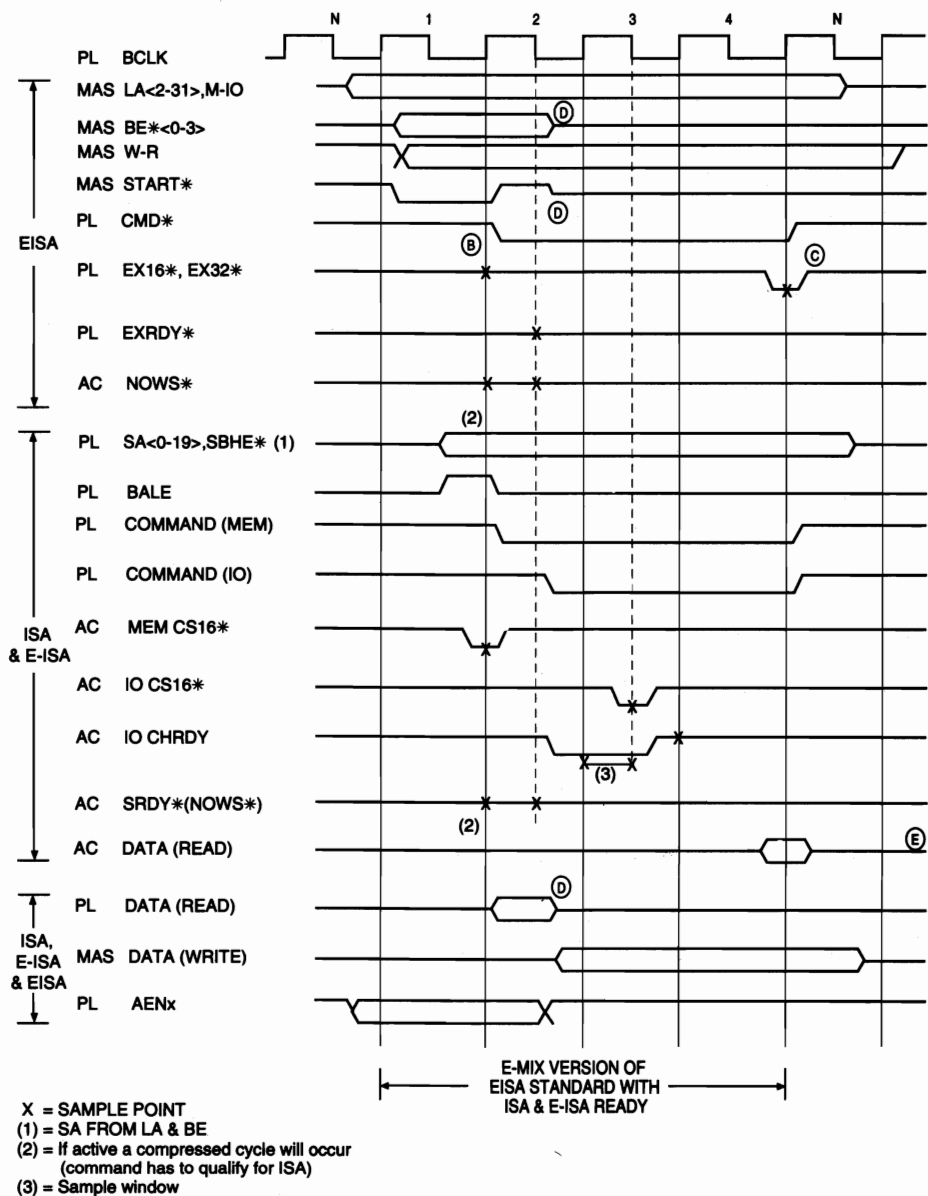 N 1 2 3 4 N
PL BCLK
MAS LA<2-31>,M-IO
MAS BE*<0-3> D
MAS W-R
MAS START*
D
PL CMD*
EISA
B C
PL EX16*, EX32*
PL EXRDY*
AC NOWS*
(2)
PL SA<0-19>,SBHE* (1)
PL BALE
PL COMMAND (MEM)
PL COMMAND (IO)
ISA
& E-ISA
AC MEM CS16*
AC IO CS16*
AC IO CHRDY
(3)
AC SRDY*(NOWS*)
(2)
AC DATA (READ) E
ISA,
E-ISA
& EISA
PL DATA (READ) D
MAS DATA (WRITE)
PL AENx
E-MIX VERSION OF
EISA STANDARD WITH
ISA & E-ISA READY
X = SAMPLE POINT
(1) = SA FROM LA & BE
(2) = If active a compressed cycle will occur
(command has to qualify for ISA)
(3) = Sample window